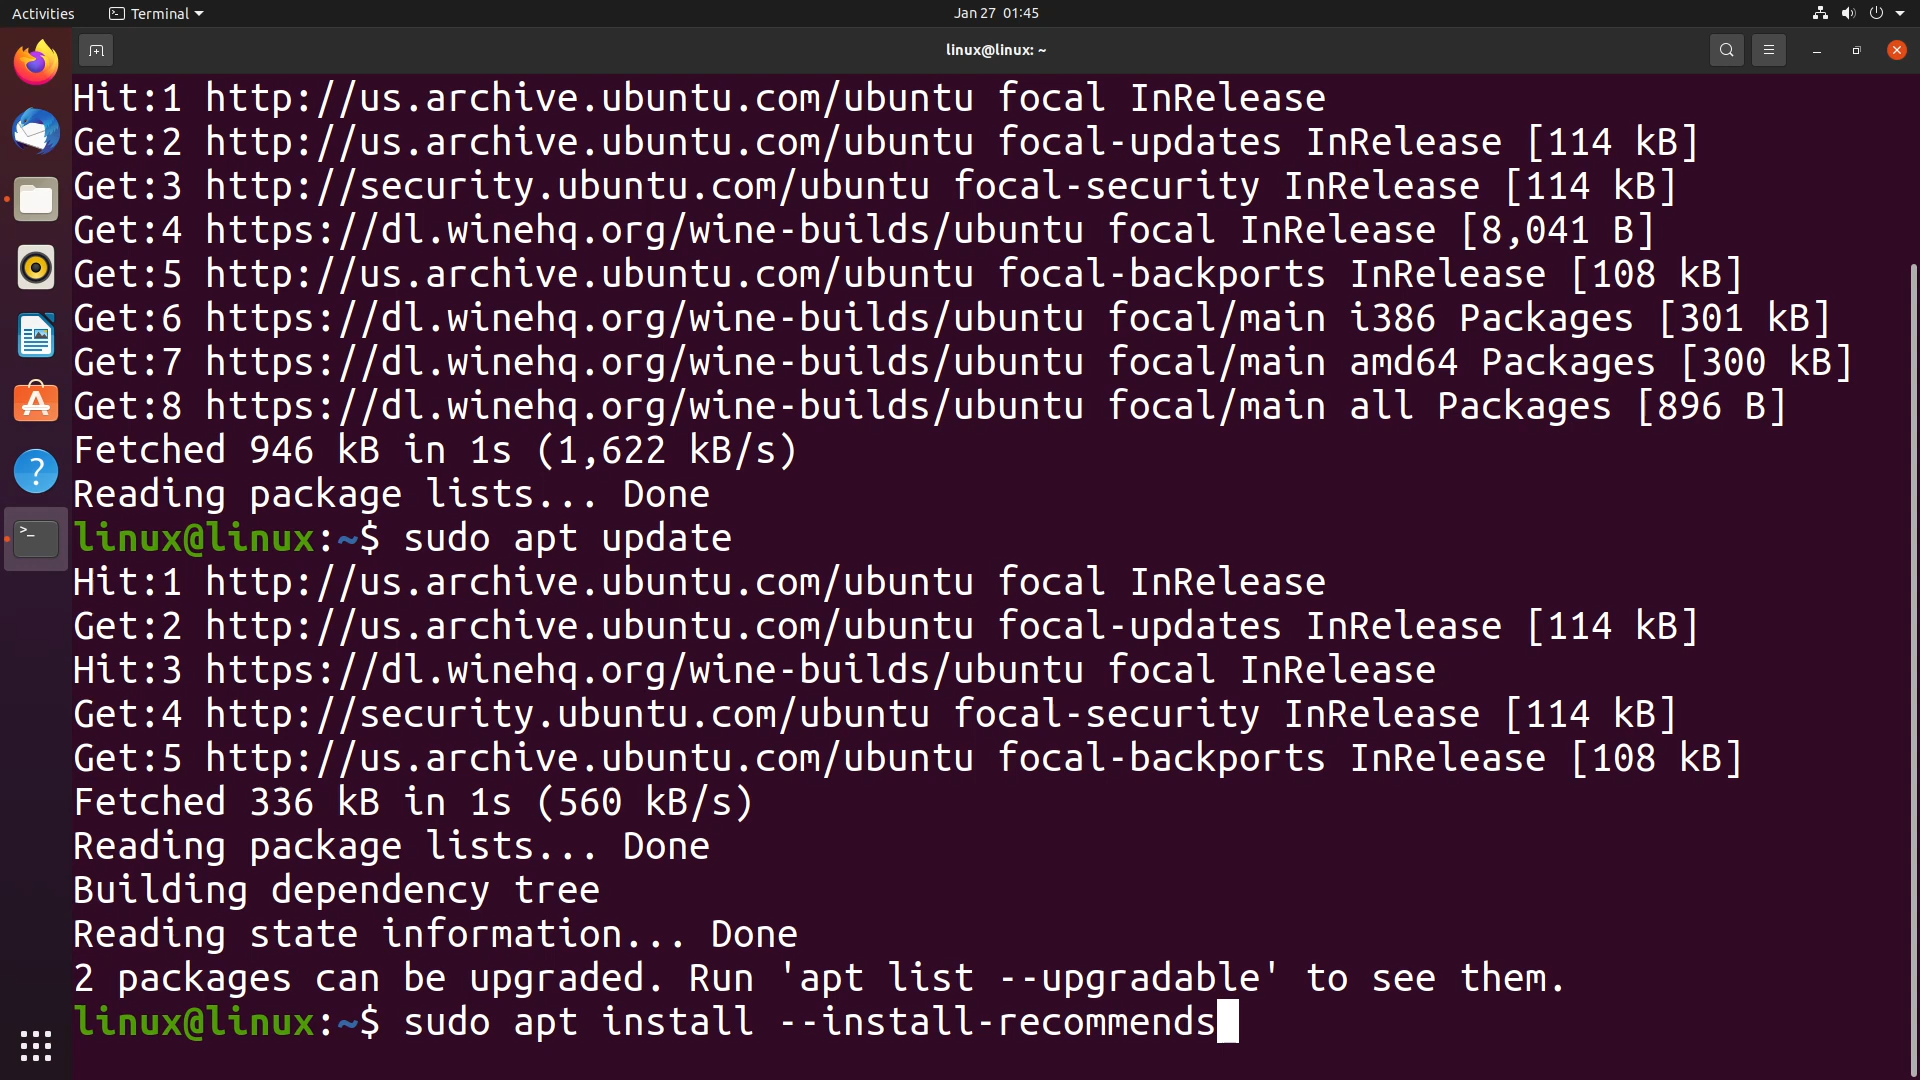 Activities Terminal Jan 27 01:45
linux@linux: ~
Hit:1 http://us.archive.ubuntu.com/ubuntu focal InRelease
Get:2 http://us.archive.ubuntu.com/ubuntu focal-updates InRelease [114 kB]
Get:3 http://security.ubuntu.com/ubuntu focal-security InRelease [114 kB]
Get:4 https://dl.winehq.org/wine-builds/ubuntu focal InRelease [8,041 B]
Get:5 http://us.archive.ubuntu.com/ubuntu focal-backports InRelease [108 kB]
Get:6 https://dl.winehq.org/wine-builds/ubuntu focal/main i386 Packages [301 kB]
Get:7 https://dl.winehq.org/wine-builds/ubuntu focal/main amd64 Packages [300 kB]
Get:8 https://dl.winehq.org/wine-builds/ubuntu focal/main all Packages [896 B]
Fetched 946 kB in 1s (1,622 kB/s)
Reading package lists... Done
linux@linux:~$ sudo apt update
Hit:1 http://us.archive.ubuntu.com/ubuntu focal InRelease
Get:2 http://us.archive.ubuntu.com/ubuntu focal-updates InRelease [114 kB]
Hit:3 https://dl.winehq.org/wine-builds/ubuntu focal InRelease
Get:4 http://security.ubuntu.com/ubuntu focal-security InRelease [114 kB]
Get:5 http://us.archive.ubuntu.com/ubuntu focal-backports InRelease [108 kB]
Fetched 336 kB in 1s (560 kB/s)
Reading package lists... Done
Building dependency tree
Reading state information... Done
2 packages can be upgraded. Run 'apt list --upgradable' to see them.
linux@linux:~$ sudo apt install --install-recommends